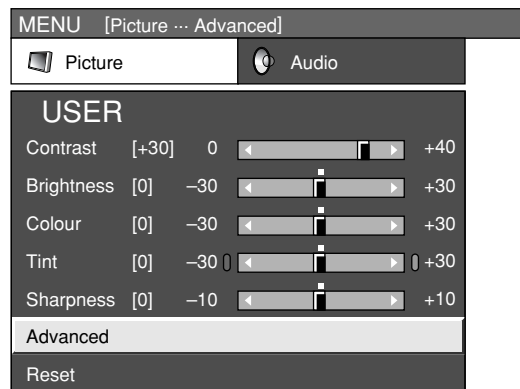 MENU [Picture ··· Advanced]
Picture Audio
USER
Contrast [+30] 0 +40
Brightness [0] –30 +30
Colour [0] –30 +30
Tint [0] –30 +30
Sharpness [0] –10 +10
Advanced
Reset